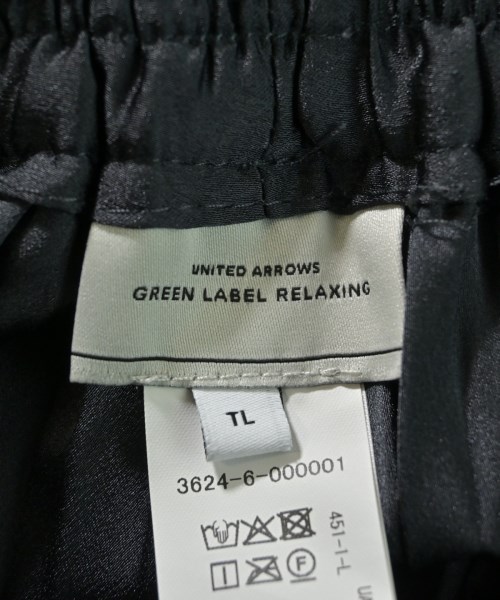 UNITED ARROWS
GREEN LABEL RELAXING
TL
3624-6-000001
451-1-L
F